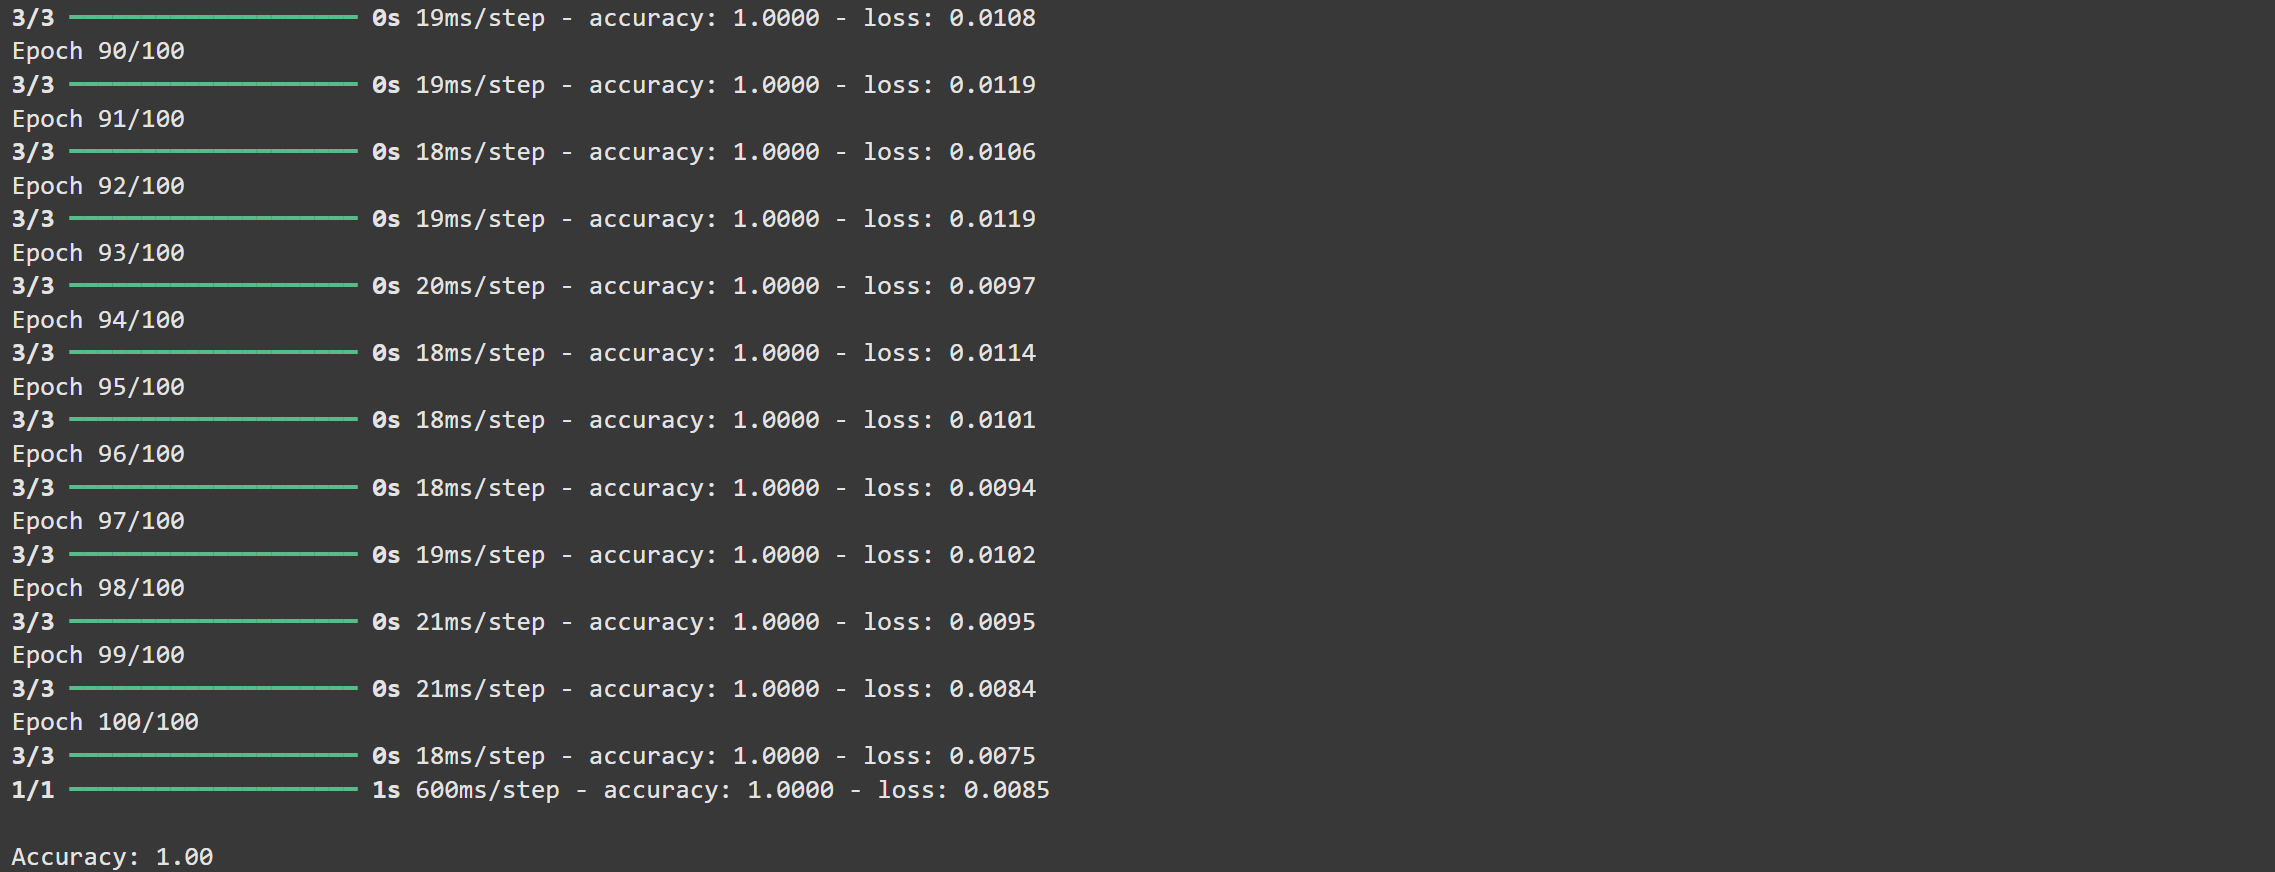 3/3 ━━━━━━━━━━━━━━━━━━━━ 0s 19ms/step - accuracy: 1.0000 - loss: 0.0108
Epoch 90/100
3/3 ━━━━━━━━━━━━━━━━━━━━ 0s 19ms/step - accuracy: 1.0000 - loss: 0.0119
Epoch 91/100
3/3 ━━━━━━━━━━━━━━━━━━━━ 0s 18ms/step - accuracy: 1.0000 - loss: 0.0106
Epoch 92/100
3/3 ━━━━━━━━━━━━━━━━━━━━ 0s 19ms/step - accuracy: 1.0000 - loss: 0.0119
Epoch 93/100
3/3 ━━━━━━━━━━━━━━━━━━━━ 0s 20ms/step - accuracy: 1.0000 - loss: 0.0097
Epoch 94/100
3/3 ━━━━━━━━━━━━━━━━━━━━ 0s 18ms/step - accuracy: 1.0000 - loss: 0.0114
Epoch 95/100
3/3 ━━━━━━━━━━━━━━━━━━━━ 0s 18ms/step - accuracy: 1.0000 - loss: 0.0101
Epoch 96/100
3/3 ━━━━━━━━━━━━━━━━━━━━ 0s 18ms/step - accuracy: 1.0000 - loss: 0.0094
Epoch 97/100
3/3 ━━━━━━━━━━━━━━━━━━━━ 0s 19ms/step - accuracy: 1.0000 - loss: 0.0102
Epoch 98/100
3/3 ━━━━━━━━━━━━━━━━━━━━ 0s 21ms/step - accuracy: 1.0000 - loss: 0.0095
Epoch 99/100
3/3 ━━━━━━━━━━━━━━━━━━━━ 0s 21ms/step - accuracy: 1.0000 - loss: 0.0084
Epoch 100/100
3/3 ━━━━━━━━━━━━━━━━━━━━ 0s 18ms/step - accuracy: 1.0000 - loss: 0.0075
1/1 ━━━━━━━━━━━━━━━━━━━━ 1s 600ms/step - accuracy: 1.0000 - loss: 0.0085
Accuracy: 1.00